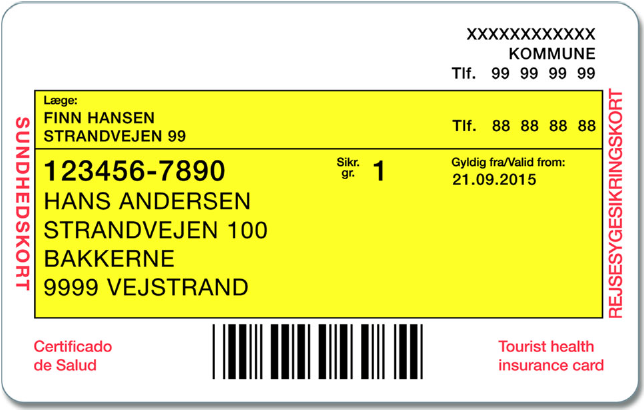 XXXXXXXXXXXX
KOMMUNE
Tlf. 99 99 99 99
Læge:
FINN HANSEN
STRANDVEJEN 99
Tlf. 88 88 88 88
123456-7890
Sikr.
gr. 1
Gyldig fra/Valid from:
21.09.2015
HANS ANDERSEN
STRANDVEJEN 100
BAKKERNE
9999 VEJSTRAND
SUNDHEDSKORT
REJSESYGESIKRINGSKORT
Certificado
de Salud
Tourist health
insurance card